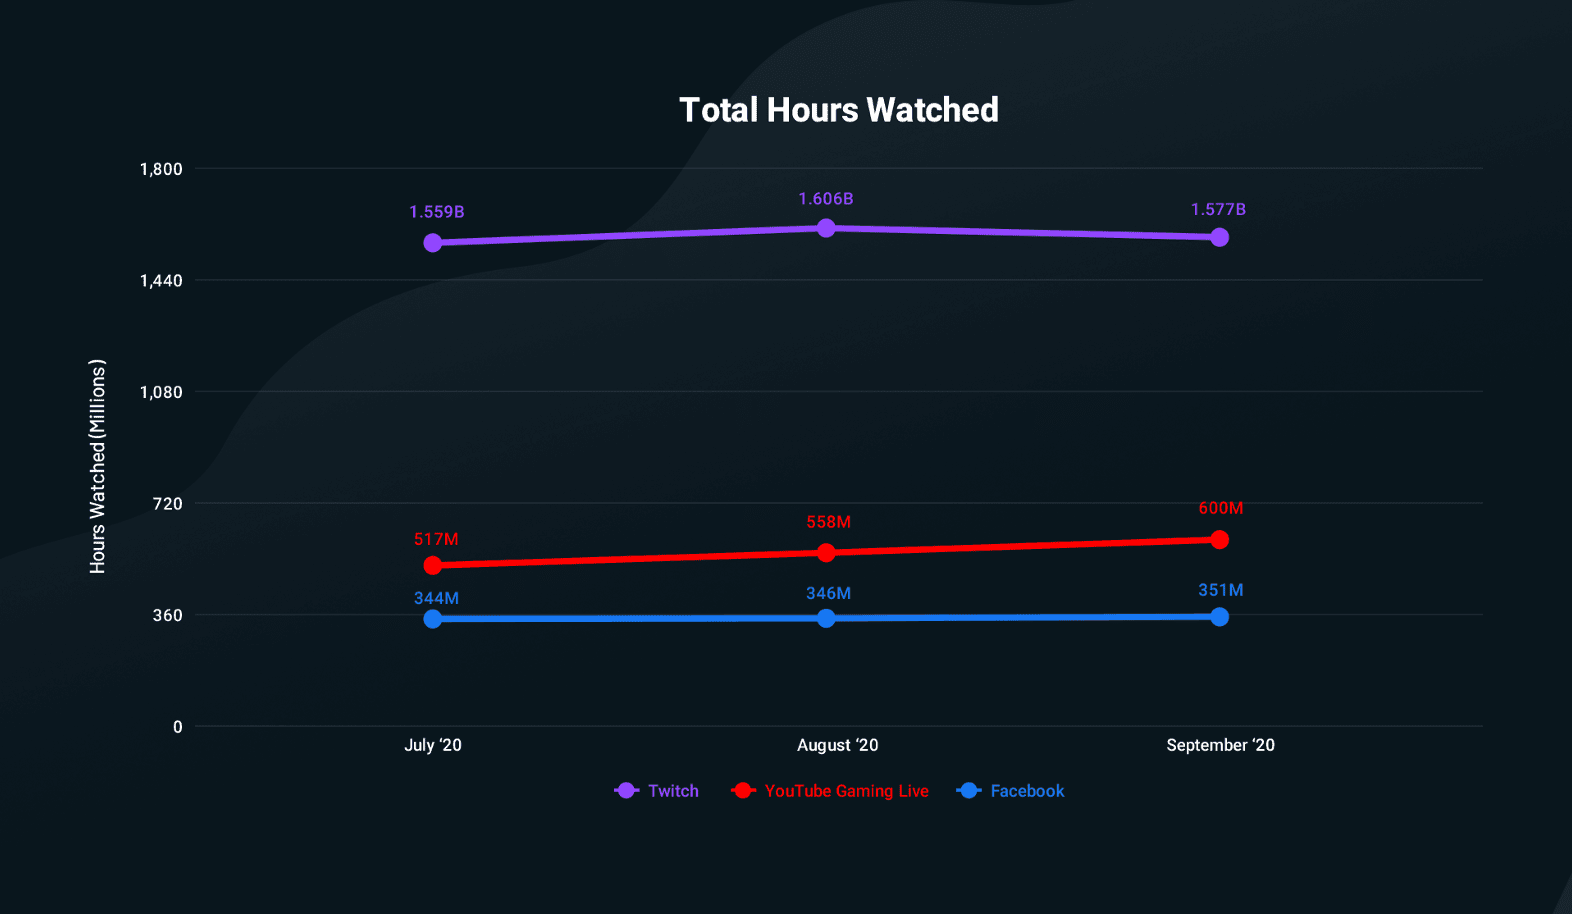 Total Hours Watched
1,800
1.559B
1.606B
1.577B
1,440
1,080
Hours Watched (Millions)
720
517M
558M
600M
344M
346M
351M
360
0
July ‘20
August ‘20
September ‘20
Twitch
YouTube Gaming Live
Facebook